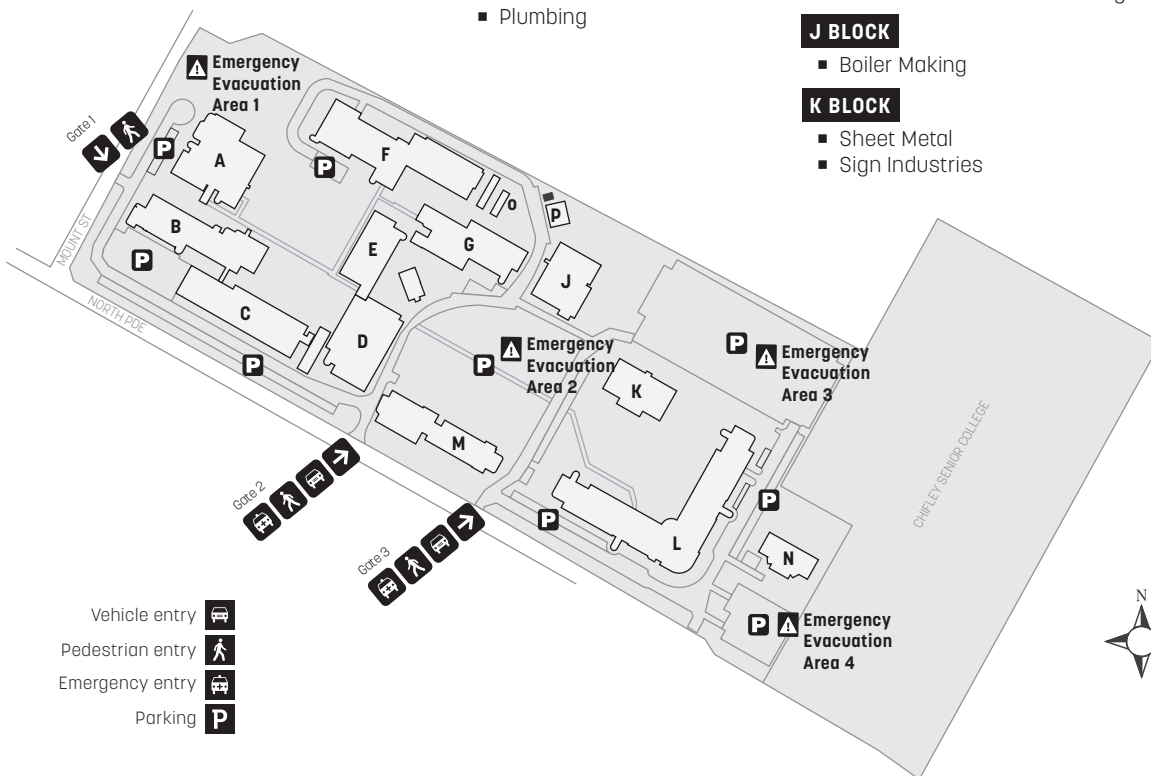 ■ Plumbing
J BLOCK
■ Boiler Making
K BLOCK
■ Sheet Metal
■ Sign Industries
Emergency
Evacuation
Area 1
Gate 1
P
A
F
P
o
P
B
E
G
J
MOUNT ST
P
C
D
NORTH PDE
P
P
Emergency
Evacuation
Area 2
P
Emergency
Evacuation
Area 3
K
M
CHIFLEY SENIOR COLLEGE
Gate 2
P
P
L
N
Gate 3
P
Emergency
Evacuation
Area 4
N
Vehicle entry
Pedestrian entry
Emergency entry
Parking P